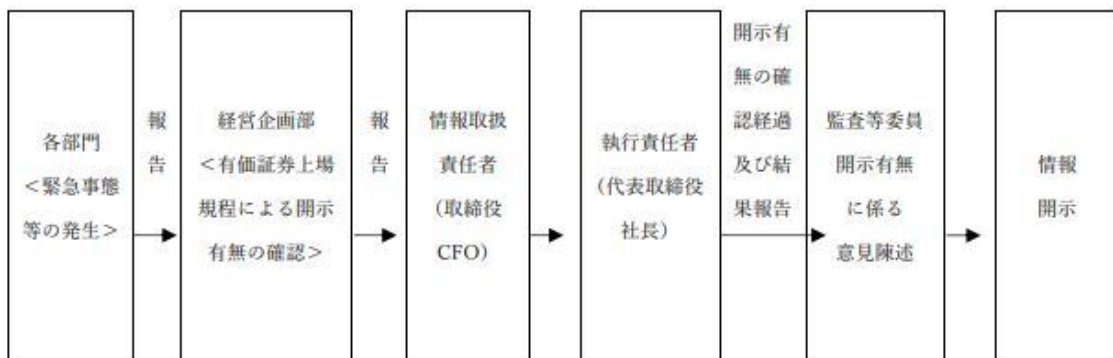 各部門
<緊急事態
等の発生>
報
告
経営企画部
<有価証券上場
規程による開示
有無の確認>
報
告
情報取扱
責任者
(取締役
CFO)
執行責任者
(代表取締役
社長)
開示有
無の確
認経過
及び結
果報告
監査等委員
開示有無
に係る
意見陳述
情報
開示